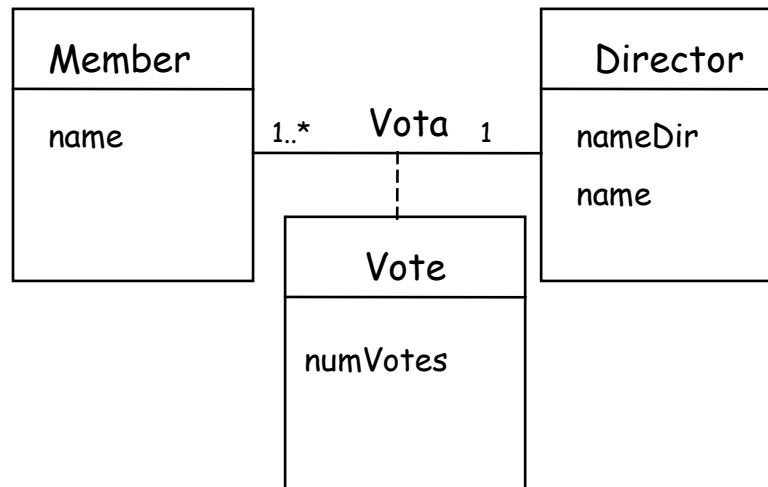 Member
name
1..*
Vota
1
Director
nameDir
name
Vote
numVotes